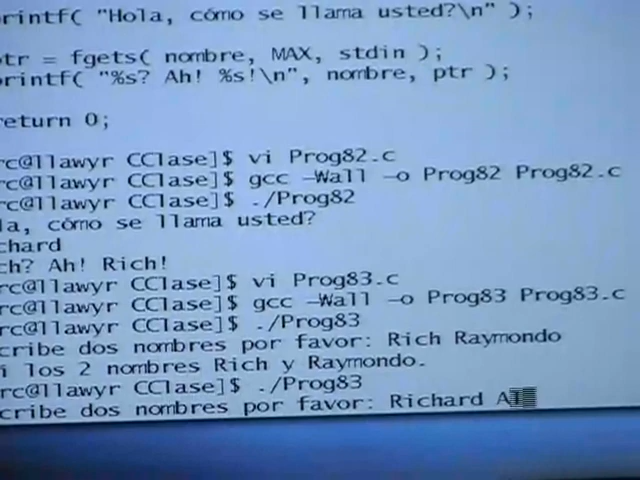 printf( "Hola, cómo se llama usted?\n" );
ptr = fgets( nombre, MAX, stdin );
printf( "%s? Ah! %s!\n", nombre, ptr );
return 0;
rc@llawyr CClase]$ vi Prog82.c
rc@llawyr CClase]$ gcc -Wall -o Prog82 Prog82.c
rc@llawyr CClase]$ ./Prog82
la, cómo se llama usted?
chard
ch? Ah! Rich!
rc@llawyr CClase]$ vi Prog83.c
rc@llawyr CClase]$ gcc -Wall -o Prog83 Prog83.c
rc@llawyr CClase]$ ./Prog83
cribe dos nombres por favor: Rich Raymondo
í los 2 nombres Rich y Raymondo.
rc@llawyr CClase]$ ./Prog83
cribe dos nombres por favor: Richard